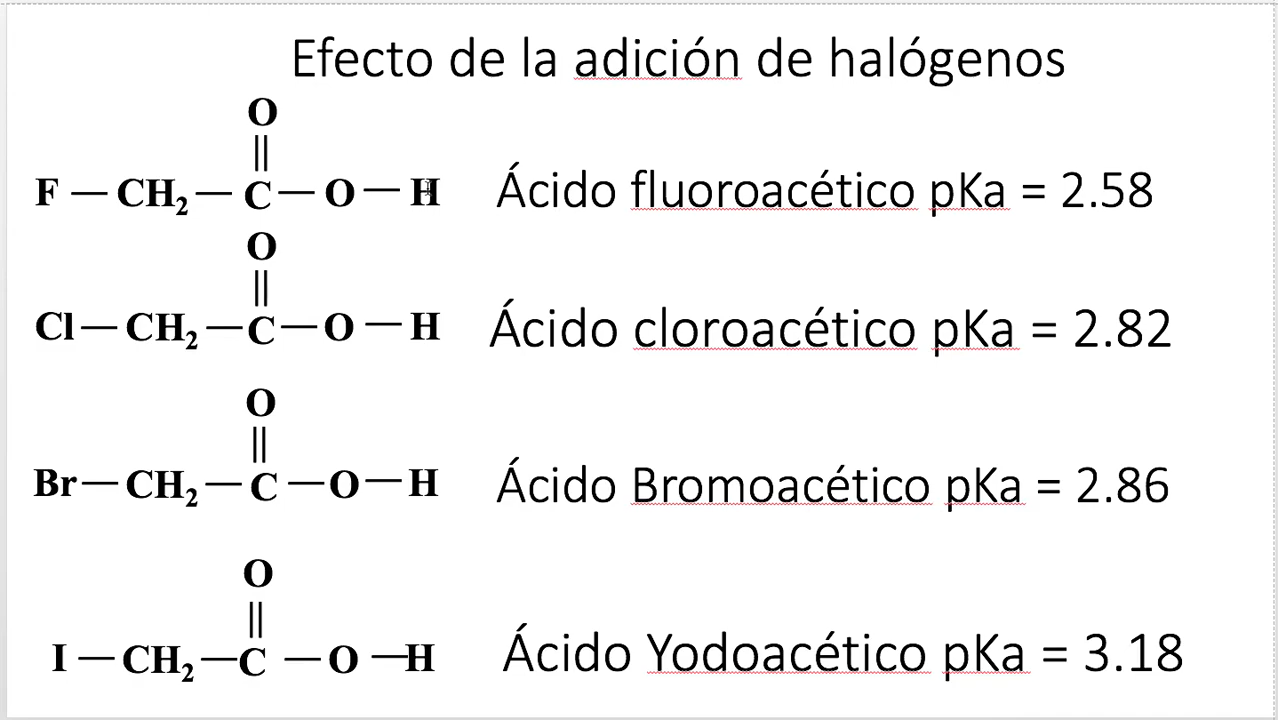 Efecto de la adición de halógenos
O
||
F — CH₂ — C — O — H Ácido fluoroacético pKa = 2.58
O
||
Cl — CH₂ — C — O — H Ácido cloroacético pKa = 2.82
O
||
Br — CH₂ — C — O — H Ácido Bromoacético pKa = 2.86
O
||
I — CH₂ — C — O — H Ácido Yodoacético pKa = 3.18